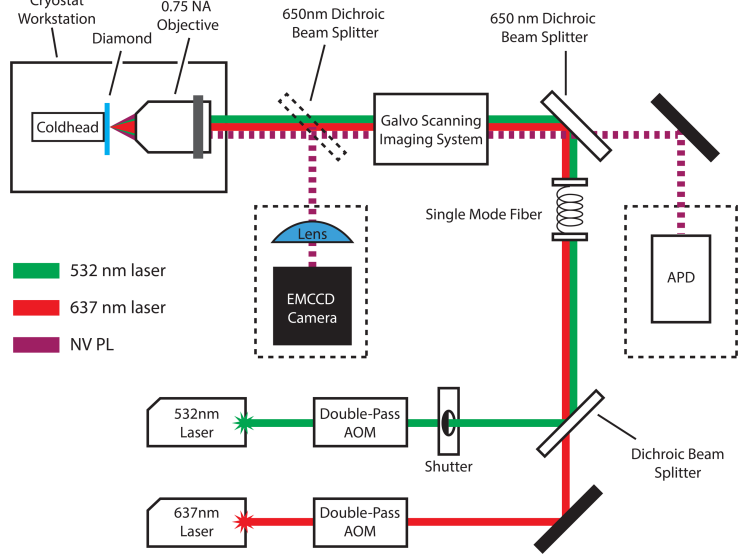 Cryostat
Workstation
Diamond
0.75 NA
Objective
650nm Dichroic
Beam Splitter
650 nm Dichroic
Beam Splitter
Coldhead
Galvo Scanning
Imaging System
Single Mode Fiber
Lens
EMCCD
Camera
APD
532 nm laser
637 nm laser
NV PL
532nm
Laser
Double-Pass
AOM
Shutter
Dichroic Beam
Splitter
637nm
Laser
Double-Pass
AOM